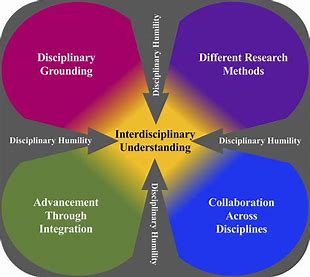 Disciplinary
Grounding
Disciplinary Humility
Different Research
Methods
Disciplinary Humility
Interdisciplinary
Understanding
Disciplinary Humility
Advancement
Through
Integration
Disciplinary Humility
Collaboration
Across
Disciplines